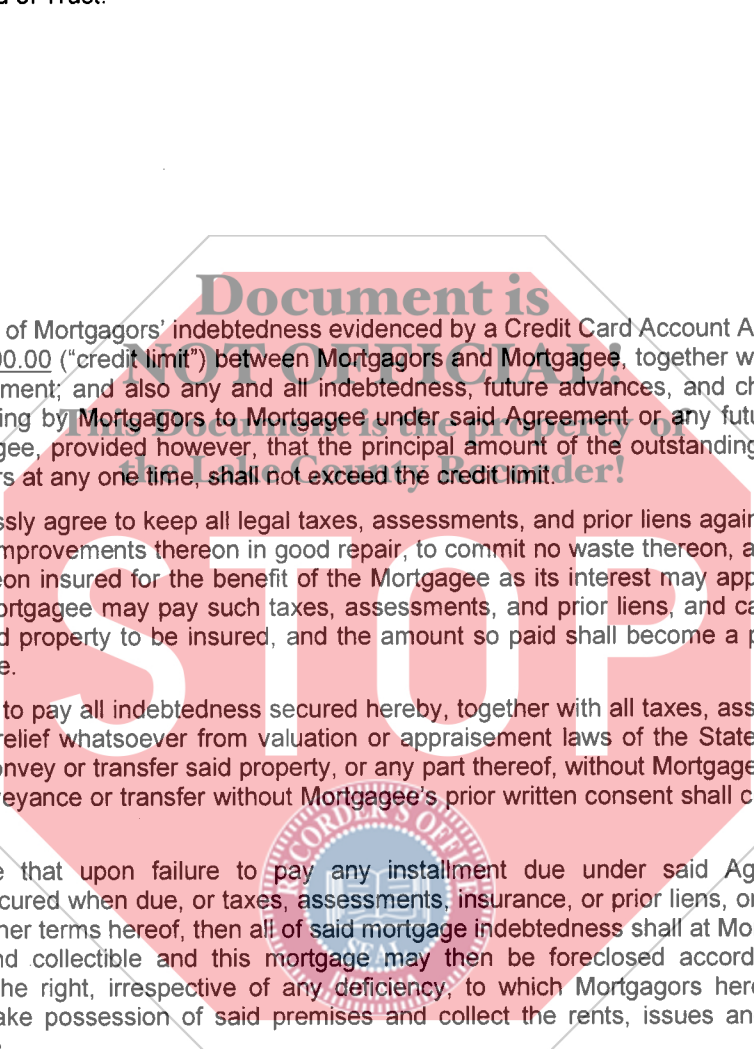 d of Trust.
Document is
of Mortgagors' indebtedness evidenced by a Credit Card Account A
00.00 ("credit limit") between Mortgagors and Mortgagee, together w
NOT OFFICIAL!
ment; and also any and all indebtedness, future advances, and ch
ing by Mortgagors to Mortgagee under said Agreement or any futu
This Document is the property of
gee, provided however, that the principal amount of the outstanding
rs at any one time, shall not exceed the credit limit.
the Lake County Recorder!
ssly agree to keep all legal taxes, assessments, and prior liens again
mprovements thereon in good repair, to commit no waste thereon, a
eon insured for the benefit of the Mortgagee as its interest may app
ortgagee may pay such taxes, assessments, and prior liens, and ca
d property to be insured, and the amount so paid shall become a p
e.
STOP
to pay all indebtedness secured hereby, together with all taxes, ass
relief whatsoever from valuation or appraisement laws of the State
onvey or transfer said property, or any part thereof, without Mortgage
veyance or transfer without Mortgagee's prior written consent shall c
RECORDER'S OFFICE
e that upon failure to pay any installment due under said Ag
cured when due, or taxes, assessments, insurance, or prior liens, or
her terms hereof, then all of said mortgage indebtedness shall at Mo
SEAL
nd collectible and this mortgage may then be foreclosed accord
he right, irrespective of any deficiency, to which Mortgagors her
ake possession of said premises and collect the rents, issues an